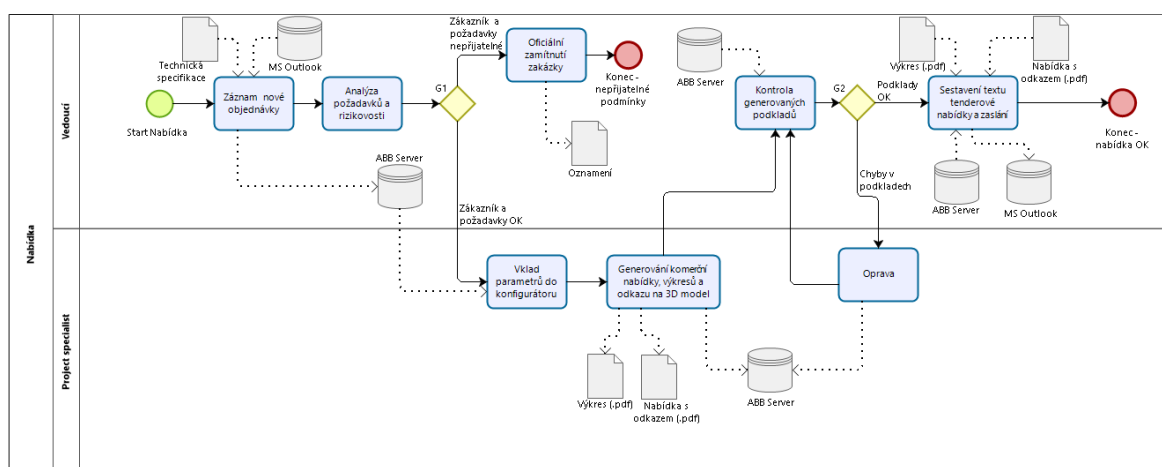 Nabídka
Vedoucí
Project specialist
Technická
specifikace
MS Outlook
Start Nabídka
Záznam nové
objednávky
Analýza
požadavků a
rizikovosti
G1
Zákazník
a požadavky
nepřijatelné
Oficiální
zamítnutí
zakázky
Konec -
nepřijatelné
podmínky
Oznamení
ABB Server
Zákazník a
požadavky OK
ABB Server
Kontrola
generovaných
podkladů
G2
Podklady
OK
Chyby v
podkladech
Výkres (.pdf)
Nabídka s
odkazem (.pdf)
Sestavení textu
tenderové
nabídky a zaslání
ABB Server
MS Outlook
Konec -
nabídka OK
Vklad
parametrů do
konfigurátoru
Generování komerční
nabídky, výkresů a
odkazu na 3D model
Oprava
Výkres (.pdf)
Nabídka s
odkazem (.pdf)
ABB Server